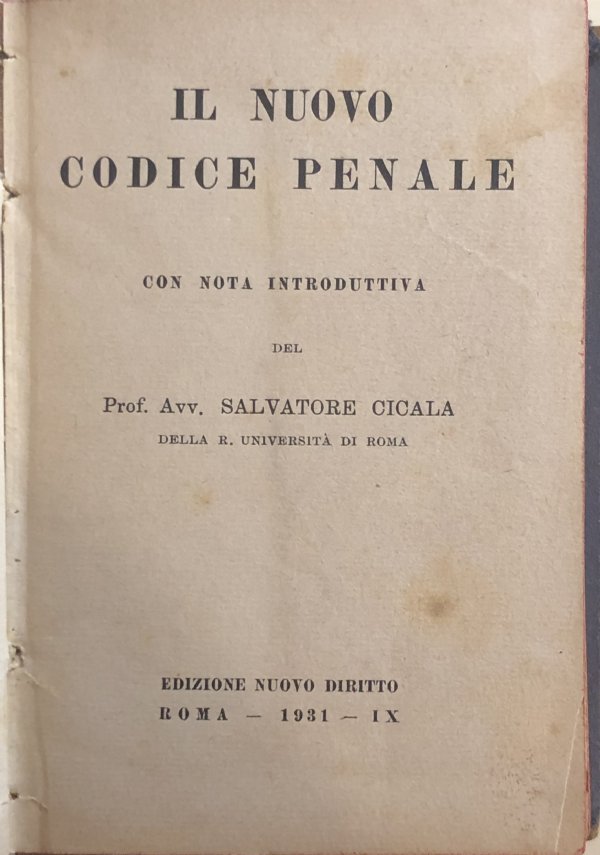 IL NUOVO
CODICE PENALE
CON NOTA INTRODUTTIVA
DEL
Prof. Avv. SALVATORE CICALA
DELLA R. UNIVERSITÀ DI ROMA
EDIZIONE NUOVO DIRITTO
ROMA — 1931 — IX